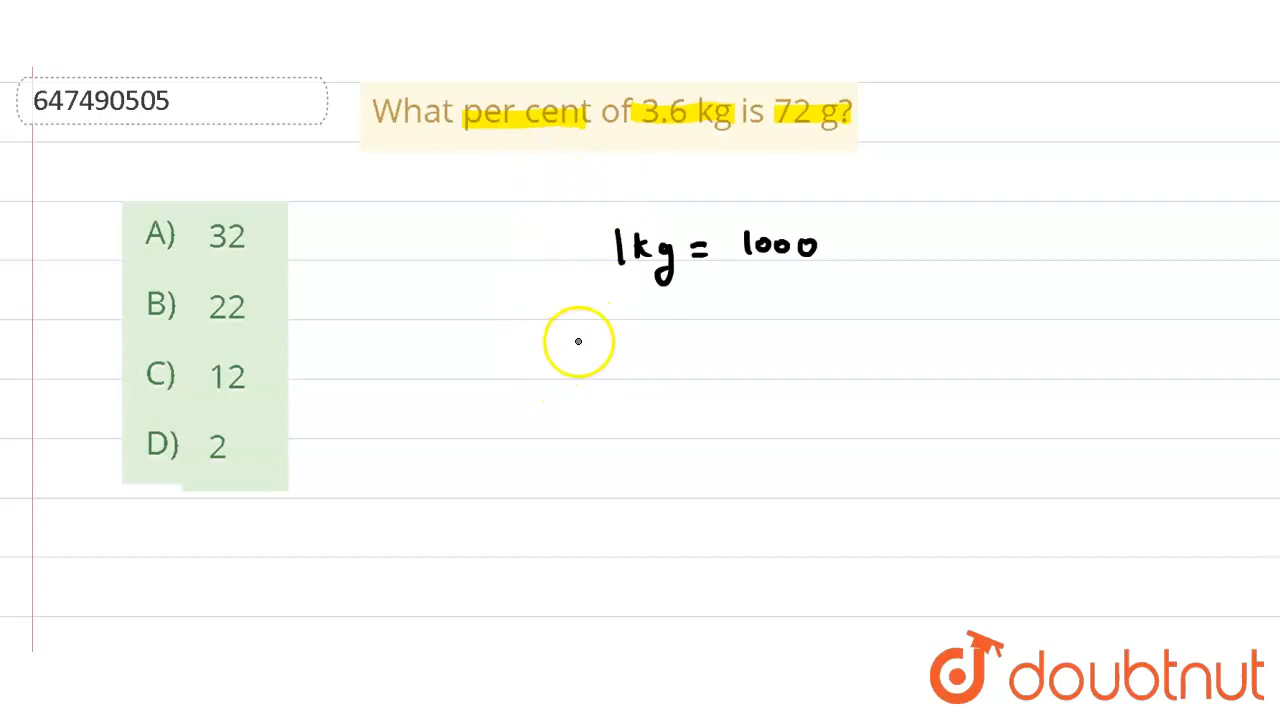 647490505
What per cent of 3.6 kg is 72 g?
1kg = 1000
A) 32
B) 22
C) 12
D) 2
doubtnut